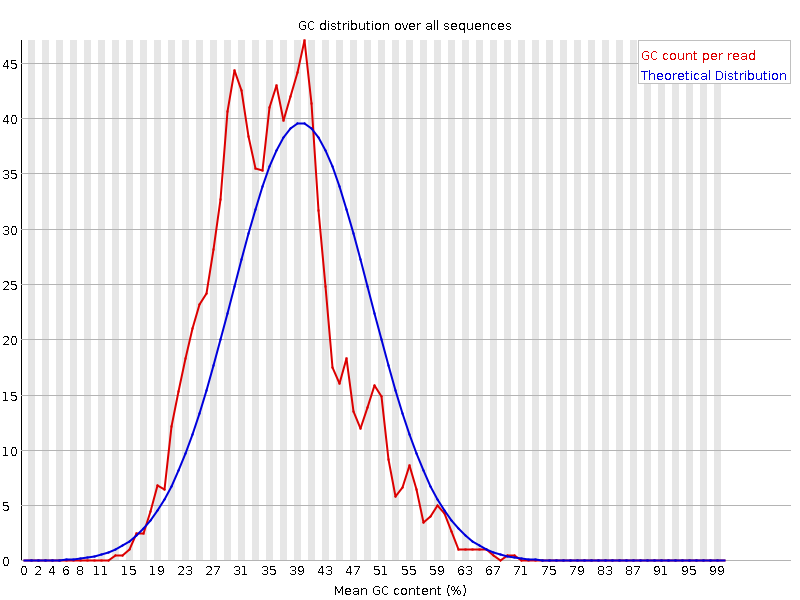 GC distribution over all sequences
GC count per read
Theoretical Distribution
45
40
35
30
25
20
15
10
5
0
0 2 4 6 8 11 15 19 23 27 31 35 39 43 47 51 55 59 63 67 71 75 79 83 87 91 95 99
Mean GC content (%)